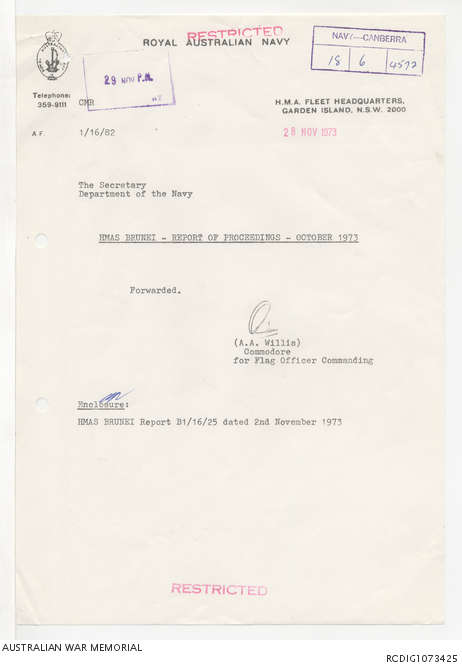 RESTRICTED
ROYAL AUSTRALIAN NAVY
NAVY—CANBERRA
18 6 4577
29 NOV P.M.
Telephone:
359-9111
CMR
H.M.A. FLEET HEADQUARTERS,
GARDEN ISLAND, N.S.W. 2000
A F
1/16/82
28 NOV 1973
The Secretary
Department of the Navy
HMAS BRUNEI - REPORT OF PROCEEDINGS - OCTOBER 1973
Forwarded.
(A.A. Willis)
Commodore
for Flag Officer Commanding
Enclosure:
HMAS BRUNEI Report B1/16/25 dated 2nd November 1973
RESTRICTED
AUSTRALIAN WAR MEMORIAL
RCDIG1073425